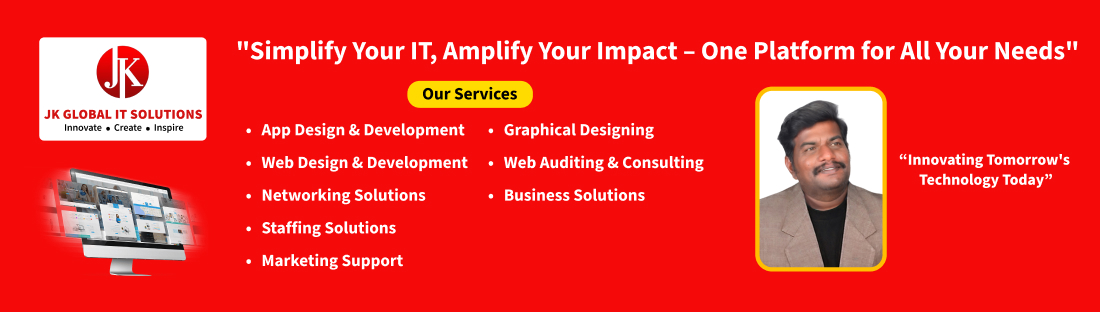 JK
JK GLOBAL IT SOLUTIONS
Innovate ● Create ● Inspire
"Simplify Your IT, Amplify Your Impact – One Platform for All Your Needs"
Our Services
• App Design & Development
• Web Design & Development
• Networking Solutions
• Staffing Solutions
• Marketing Support
• Graphical Designing
• Web Auditing & Consulting
• Business Solutions
“Innovating Tomorrow's
Technology Today”